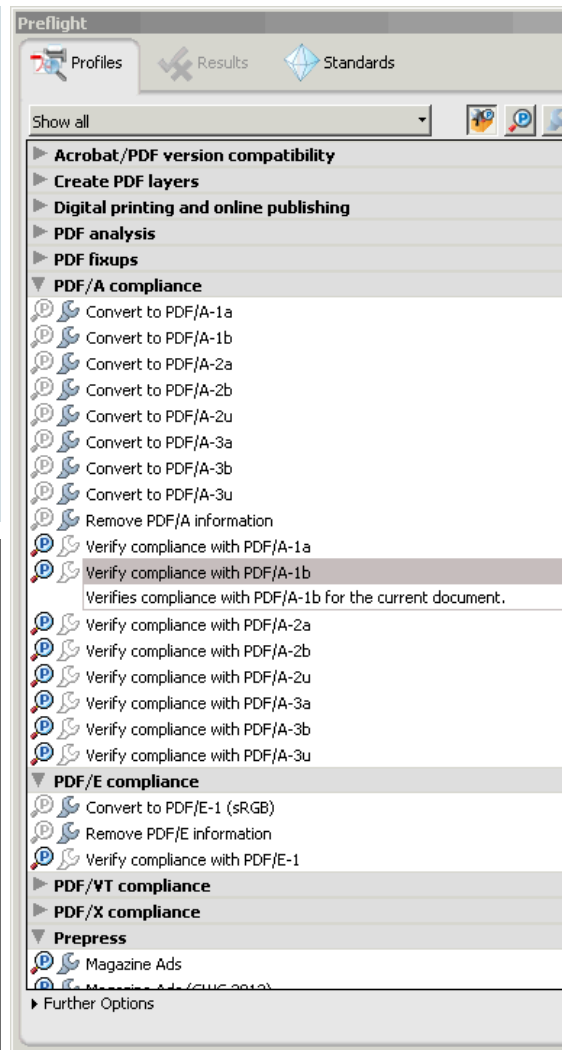 Preflight
Profiles Results Standards
Show all
Acrobat/PDF version compatibility
Create PDF layers
Digital printing and online publishing
PDF analysis
PDF fixups
PDF/A compliance
Convert to PDF/A-1a
Convert to PDF/A-1b
Convert to PDF/A-2a
Convert to PDF/A-2b
Convert to PDF/A-2u
Convert to PDF/A-3a
Convert to PDF/A-3b
Convert to PDF/A-3u
Remove PDF/A information
Verify compliance with PDF/A-1a
Verify compliance with PDF/A-1b
Verifies compliance with PDF/A-1b for the current document.
Verify compliance with PDF/A-2a
Verify compliance with PDF/A-2b
Verify compliance with PDF/A-2u
Verify compliance with PDF/A-3a
Verify compliance with PDF/A-3b
Verify compliance with PDF/A-3u
PDF/E compliance
Convert to PDF/E-1 (sRGB)
Remove PDF/E information
Verify compliance with PDF/E-1
PDF/VT compliance
PDF/X compliance
Prepress
Magazine Ads
Magazine Ads
Further Options